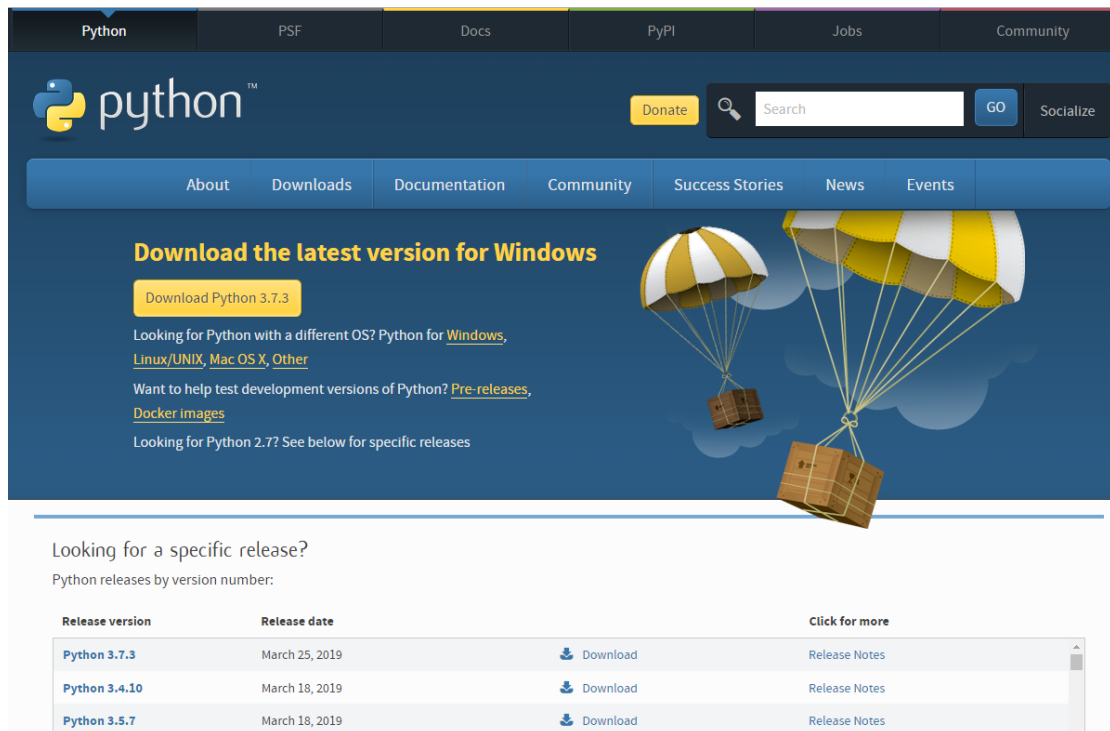 Python PSF Docs PyPI Jobs Community
python™
Donate Search GO Socialize
About Downloads Documentation Community Success Stories News Events
Download the latest version for Windows
Download Python 3.7.3
Looking for Python with a different OS? Python for Windows,
Linux/UNIX, Mac OS X, Other
Want to help test development versions of Python? Pre-releases,
Docker images
Looking for Python 2.7? See below for specific releases
Looking for a specific release?
Python releases by version number:
Release version Release date Click for more
Python 3.7.3 March 25, 2019 Download Release Notes
Python 3.4.10 March 18, 2019 Download Release Notes
Python 3.5.7 March 18, 2019 Download Release Notes